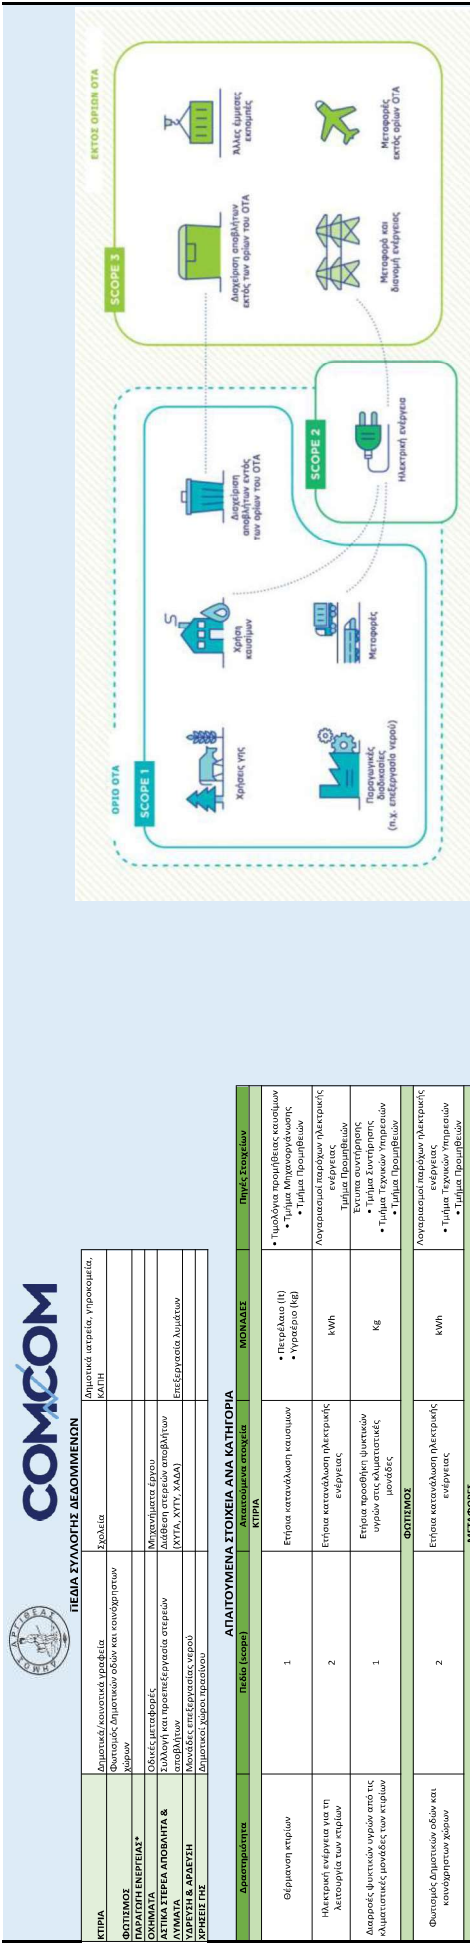 ΔΗΜΟΣ ΑΡΓΙΘΕΑΣ
COMCOM
ΠΕΔΙΑ ΣΥΛΛΟΓΗΣ ΔΕΔΟΜΕΝΩΝ
ΚΤΙΡΙΑ
Δημοτικά/κοινοτικά γραφεία
Σχολεία
Δημοτικά ιατρεία, γηροκομεία,
ΚΑΠΗ
ΦΩΤΙΣΜΟΣ
Φωτισμός Δημοτικών οδών και κοινόχρηστων
χώρων
ΠΑΡΑΓΩΓΗ ΕΝΕΡΓΕΙΑΣ*
ΟΧΗΜΑΤΑ
Οδικές μεταφορές
Μηχανήματα έργου
ΑΣΤΙΚΑ ΣΤΕΡΕΑ ΑΠΟΒΛΗΤΑ &
ΛΥΜΑΤΑ
Συλλογή και προεπεξεργασία στερεών
αποβλήτων
Διάθεση στερεών αποβλήτων
(ΧΥΤΑ, ΧΥΤΥ, ΧΑΔΑ)
Επεξεργασία λυμάτων
ΥΔΡΕΥΣΗ & ΑΡΔΕΥΣΗ
Μονάδες επεξεργασίας νερού
ΧΡΗΣΕΙΣ ΓΗΣ
Δημοτικοί χώροι πρασίνου
ΑΠΑΙΤΟΥΜΕΝΑ ΣΤΟΙΧΕΙΑ ΑΝΑ ΚΑΤΗΓΟΡΙΑ
Δραστηριότητα
Πεδίο (scope)
Απαιτούμενα στοιχεία
ΜΟΝΑΔΕΣ
Πηγές Στοιχείων
ΚΤΙΡΙΑ
Θέρμανση κτιρίων
1
Ετήσια κατανάλωση καυσίμων
• Πετρέλαιο (lt)
• Υγραέριο (kg)
• Τιμολόγια προμήθειας καυσίμων
• Τμήμα Μηχανοργάνωσης
• Τμήμα Προμηθειών
Ηλεκτρική ενέργεια για τη
λειτουργία των κτιρίων
2
Ετήσια κατανάλωση ηλεκτρικής
ενέργειας
kWh
Λογαριασμοί παρόχων ηλεκτρικής
ενέργειας
Τμήμα Προμηθειών
Διαρροές ψυκτικών υγρών από τις
κλιματιστικές μονάδες των κτιρίων
1
Ετήσια προσθήκη ψυκτικών
υγρών στις κλιματιστικές
μονάδες
Kg
Έντυπα συντήρησης
• Τμήμα Συντήρησης
• Τμήμα Τεχνικών Υπηρεσιών
• Τμήμα Προμηθειών
ΦΩΤΙΣΜΟΣ
Φωτισμός Δημοτικών οδών και
κοινόχρηστων χώρων
2
Ετήσια κατανάλωση ηλεκτρικής
ενέργειας
kWh
Λογαριασμοί παρόχων ηλεκτρικής
ενέργειας
• Τμήμα Τεχνικών Υπηρεσιών
• Τμήμα Προμηθειών
ΜΕΤΑΦΟΡΕΣ
ΟΡΙΟ ΟΤΑ
ΕΚΤΟΣ ΟΡΙΩΝ ΟΤΑ
SCOPE 1
Χρήσεις γης
Χρήση
καυσίμων
Διαχείριση
αποβλήτων εντός
των ορίων του ΟΤΑ
Παραγωγικές
διαδικασίες
(π.χ. επεξεργασία νερού)
Μεταφορές
SCOPE 2
Ηλεκτρική ενέργεια
SCOPE 3
Διαχείριση αποβλήτων
εκτός των ορίων του ΟΤΑ
Άλλες έμμεσες
εκπομπές
Μεταφορά και
διανομή ενέργειας
Μεταφορές
εκτός ορίων ΟΤΑ